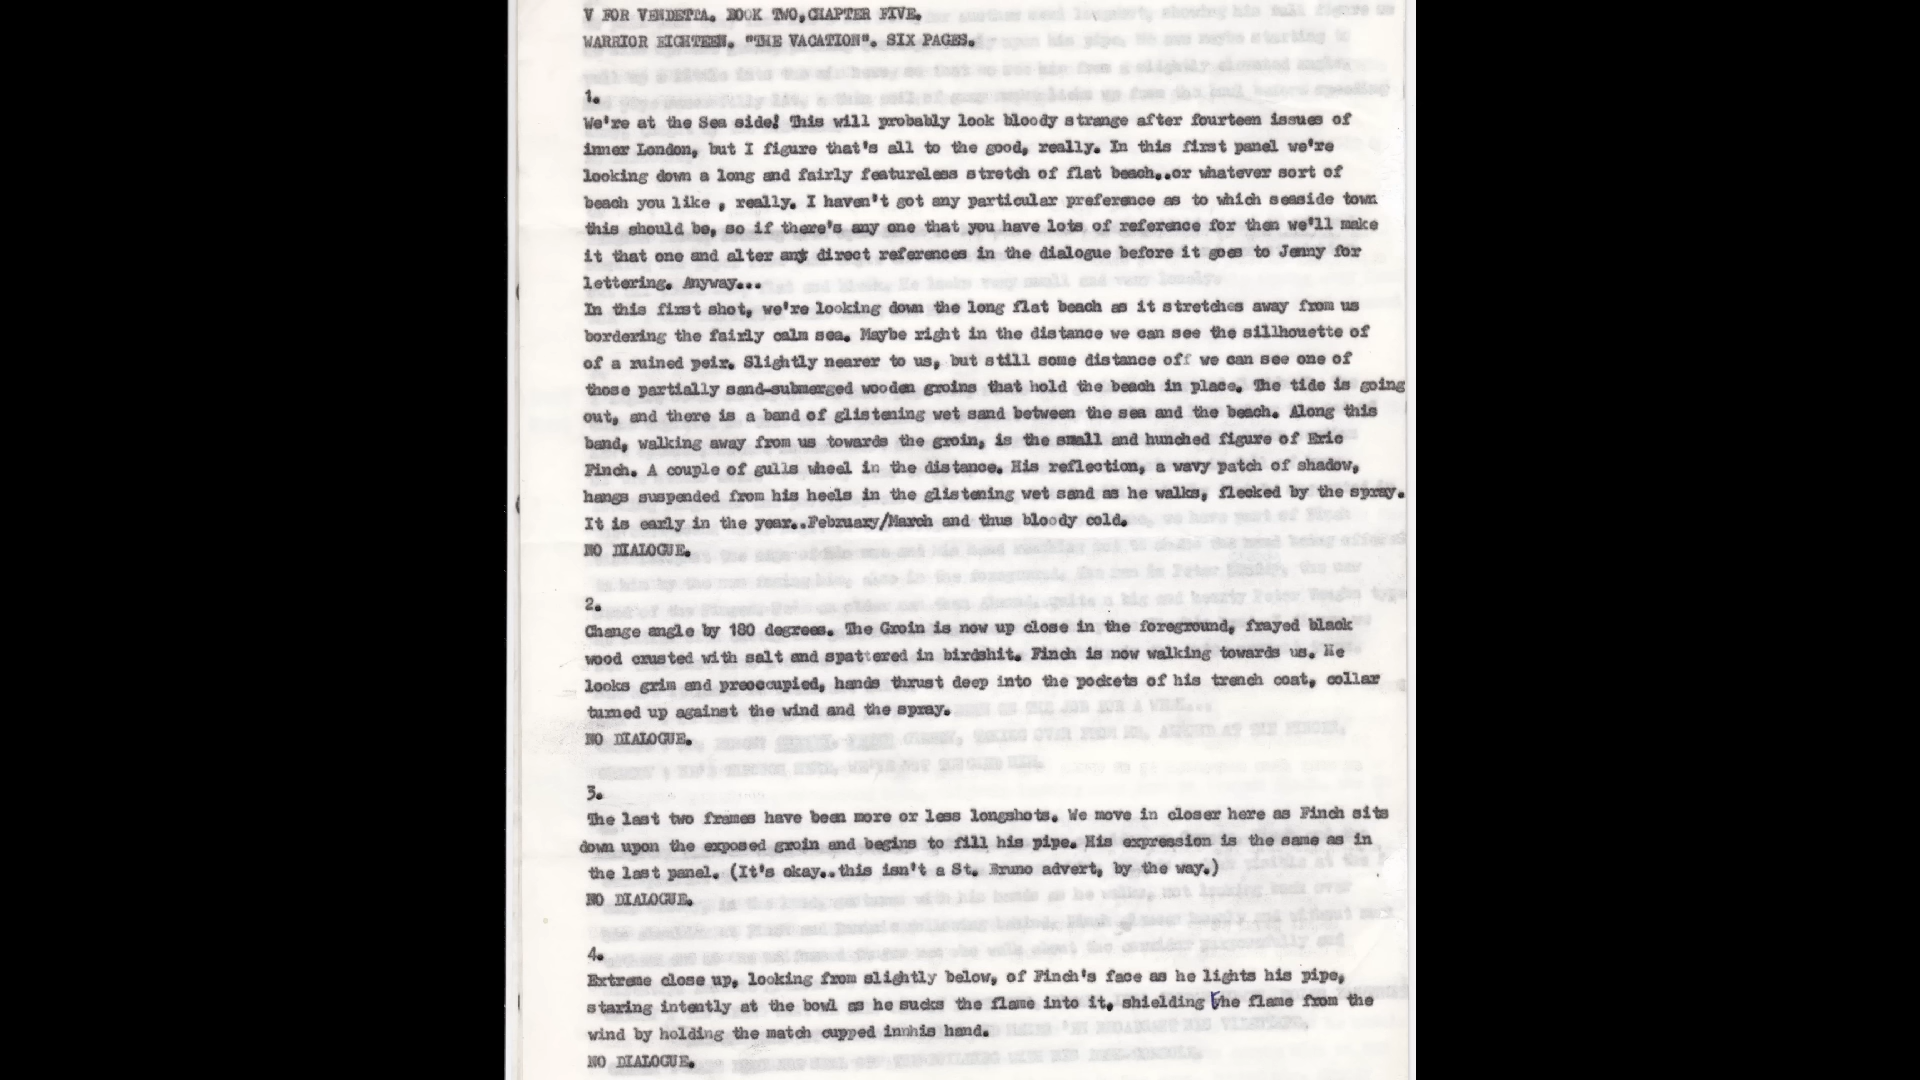 V FOR VENDETTA. BOOK TWO,CHAPTER FIVE.
WARRIOR EIGHTEEN. "THE VACATION". SIX PAGES.
1.
We're at the Sea side! This will probably look bloody strange after fourteen issues of
inner London, but I figure that's all to the good, really. In this first panel we're
looking down a long and fairly featureless stretch of flat beach..or whatever sort of
beach you like , really. I haven't got any particular preference as to which seaside town
this should be, so if there's any one that you have lots of reference for then we'll make
it that one and alter any direct references in the dialogue before it goes to Jenny for
lettering. Anyway...
In this first shot, we're looking down the long flat beach as it stretches away from us
bordering the fairly calm sea. Maybe right in the distance we can see the sillhouette of
of a ruined peir. Slightly nearer to us, but still some distance off we can see one of
those partially sand-submerged wooden groins that hold the beach in place. The tide is going
out, and there is a band of glistening wet sand between the sea and the beach. Along this
band, walking away from us towards the groin, is the small and hunched figure of Eric
Finch. A couple of gulls wheel in the distance. His reflection, a wavy patch of shadow,
hangs suspended from his heels in the glistening wet sand as he walks, flecked by the spray.
It is early in the year..February/March and thus bloody cold.
NO DIALOGUE.
2.
Change angle by 180 degrees. The Groin is now up close in the foreground, frayed black
wood crusted with salt and spattered in birdshit. Finch is now walking towards us. He
looks grim and preoccupied, hands thrust deep into the pockets of his trench coat, collar
turned up against the wind and the spray.
NO DIALOGUE.
3.
The last two frames have been more or less longshots. We move in closer here as Finch sits
down upon the exposed groin and begins to fill his pipe. His expression is the same as in
the last panel. (It's okay..this isn't a St. Bruno advert, by the way.)
NO DIALOGUE.
4.
Extreme close up, looking from slightly below, of Finch's face as he lights his pipe,
staring intently at the bowl as he sucks the flame into it, shielding the flame from the
wind by holding the match cupped innhis hand.
NO DIALOGUE.